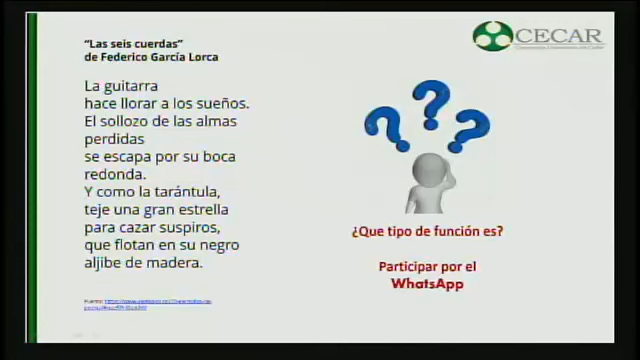 "Las seis cuerdas"
de Federico García Lorca
La guitarra
hace llorar a los sueños.
El sollozo de las almas
perdidas
se escapa por su boca
redonda.
Y como la tarántula,
teje una gran estrella
para cazar suspiros,
que flotan en su negro
aljibe de madera.
Fuente:
CECAR
¿Que tipo de función es?
Participar por el
WhatsApp